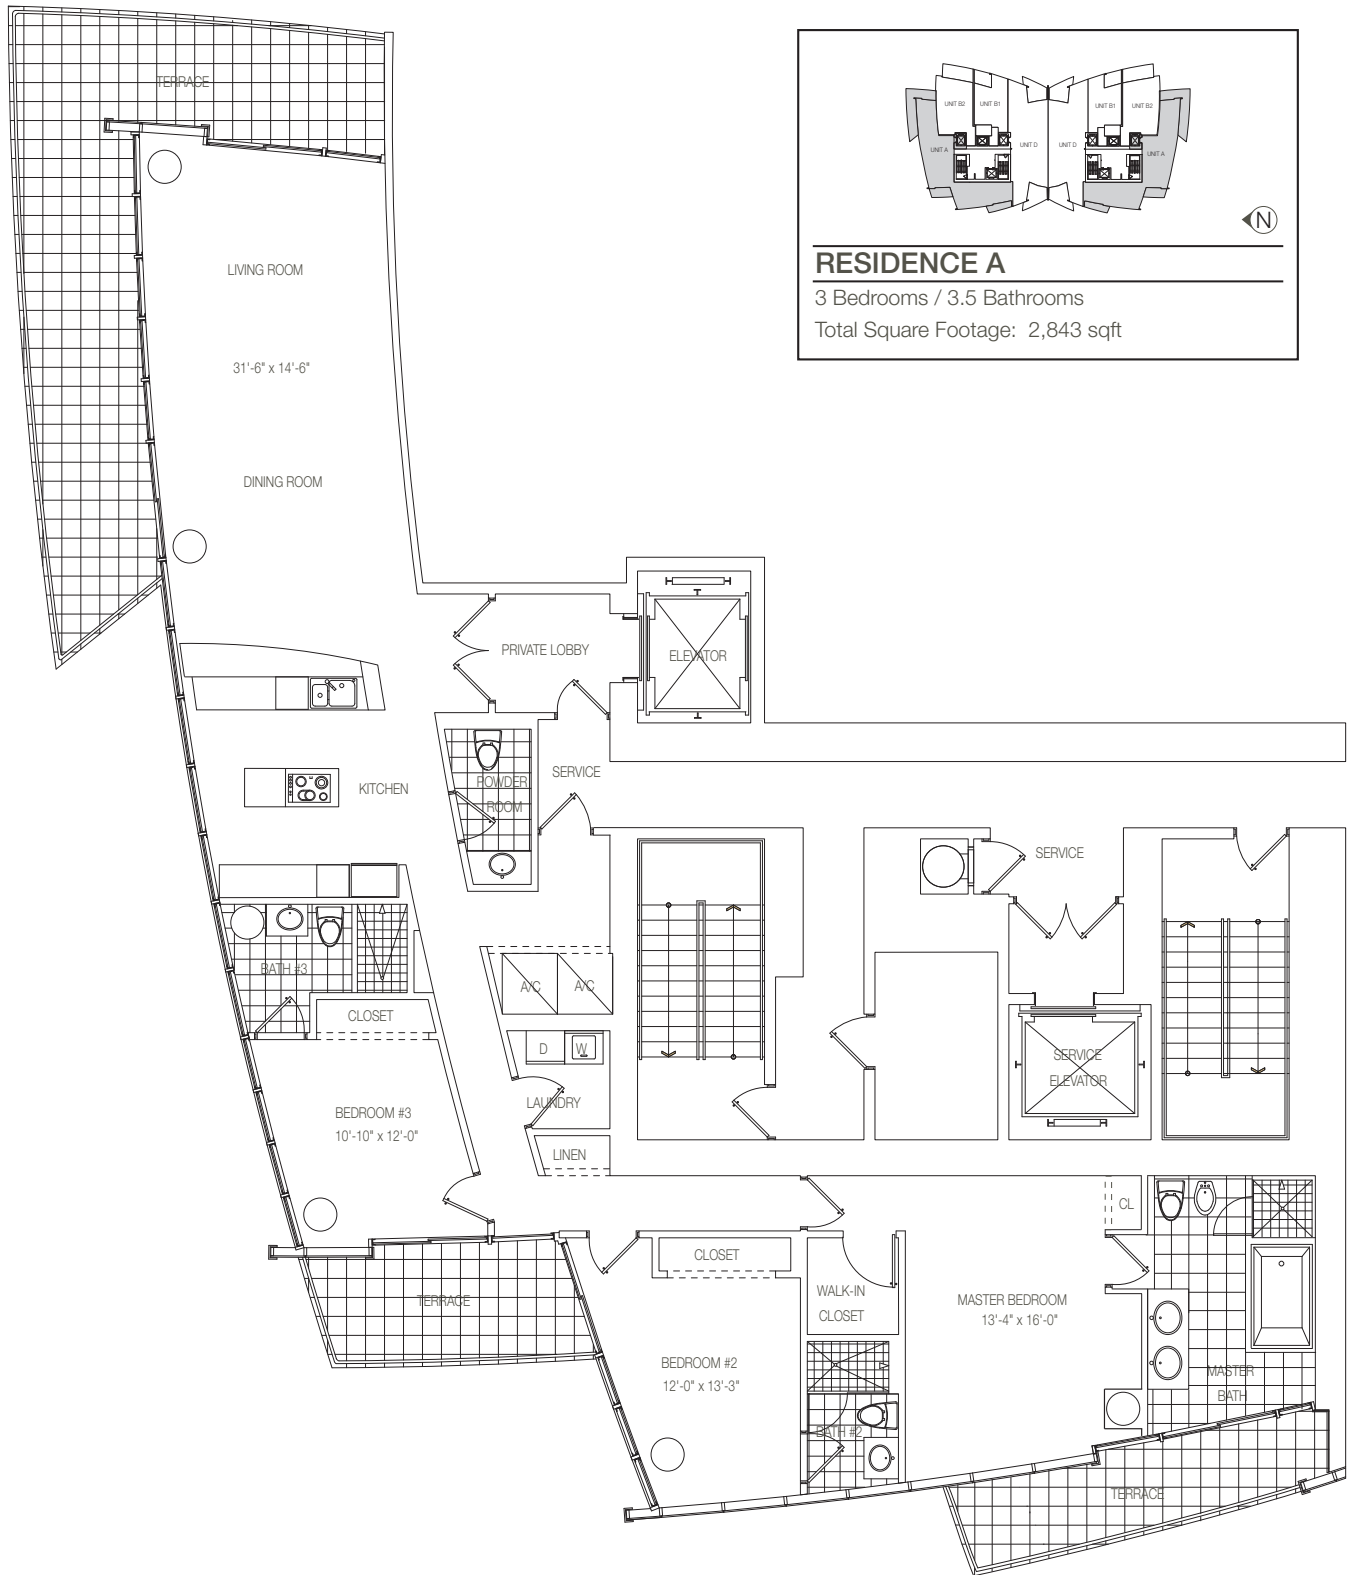 TERRACE
UNIT B2
UNIT B1
UNIT B1
UNIT B2
UNIT A
UNIT D
UNIT D
UNIT A
N
RESIDENCE A
3 Bedrooms / 3.5 Bathrooms
Total Square Footage: 2,843 sqft
LIVING ROOM
31'-6" x 14'-6"
DINING ROOM
PRIVATE LOBBY
ELEVATOR
KITCHEN
POWDER
ROOM
SERVICE
SERVICE
BATH #3
CLOSET
A/C
A/C
D
W
LAUNDRY
LINEN
SERVICE
ELEVATOR
BEDROOM #3
10'-10" x 12'-0"
TERRACE
CLOSET
WALK-IN
CLOSET
CL
MASTER BEDROOM
13'-4" x 16'-0"
BEDROOM #2
12'-0" x 13'-3"
BATH #2
MASTER
BATH
TERRACE